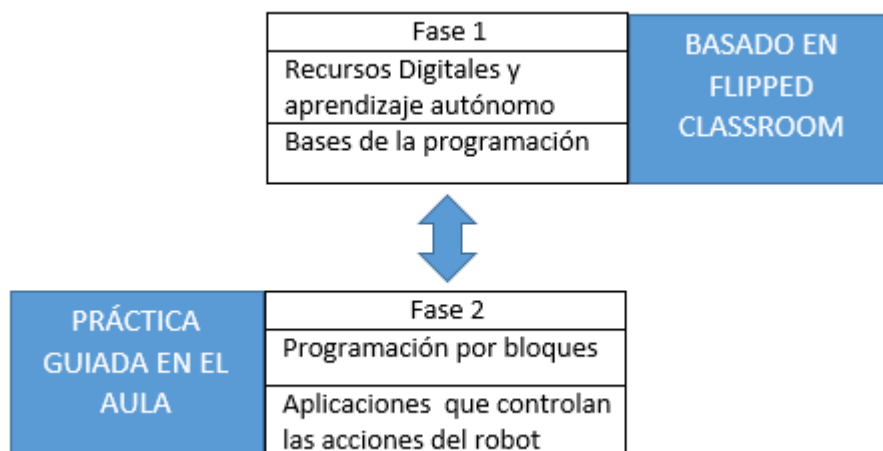 Fase 1
Recursos Digitales y
aprendizaje autónomo
Bases de la programación
BASADO EN
FLIPPED
CLASSROOM
PRÁCTICA
GUIADA EN EL
AULA
Fase 2
Programación por bloques
Aplicaciones que controlan
las acciones del robot